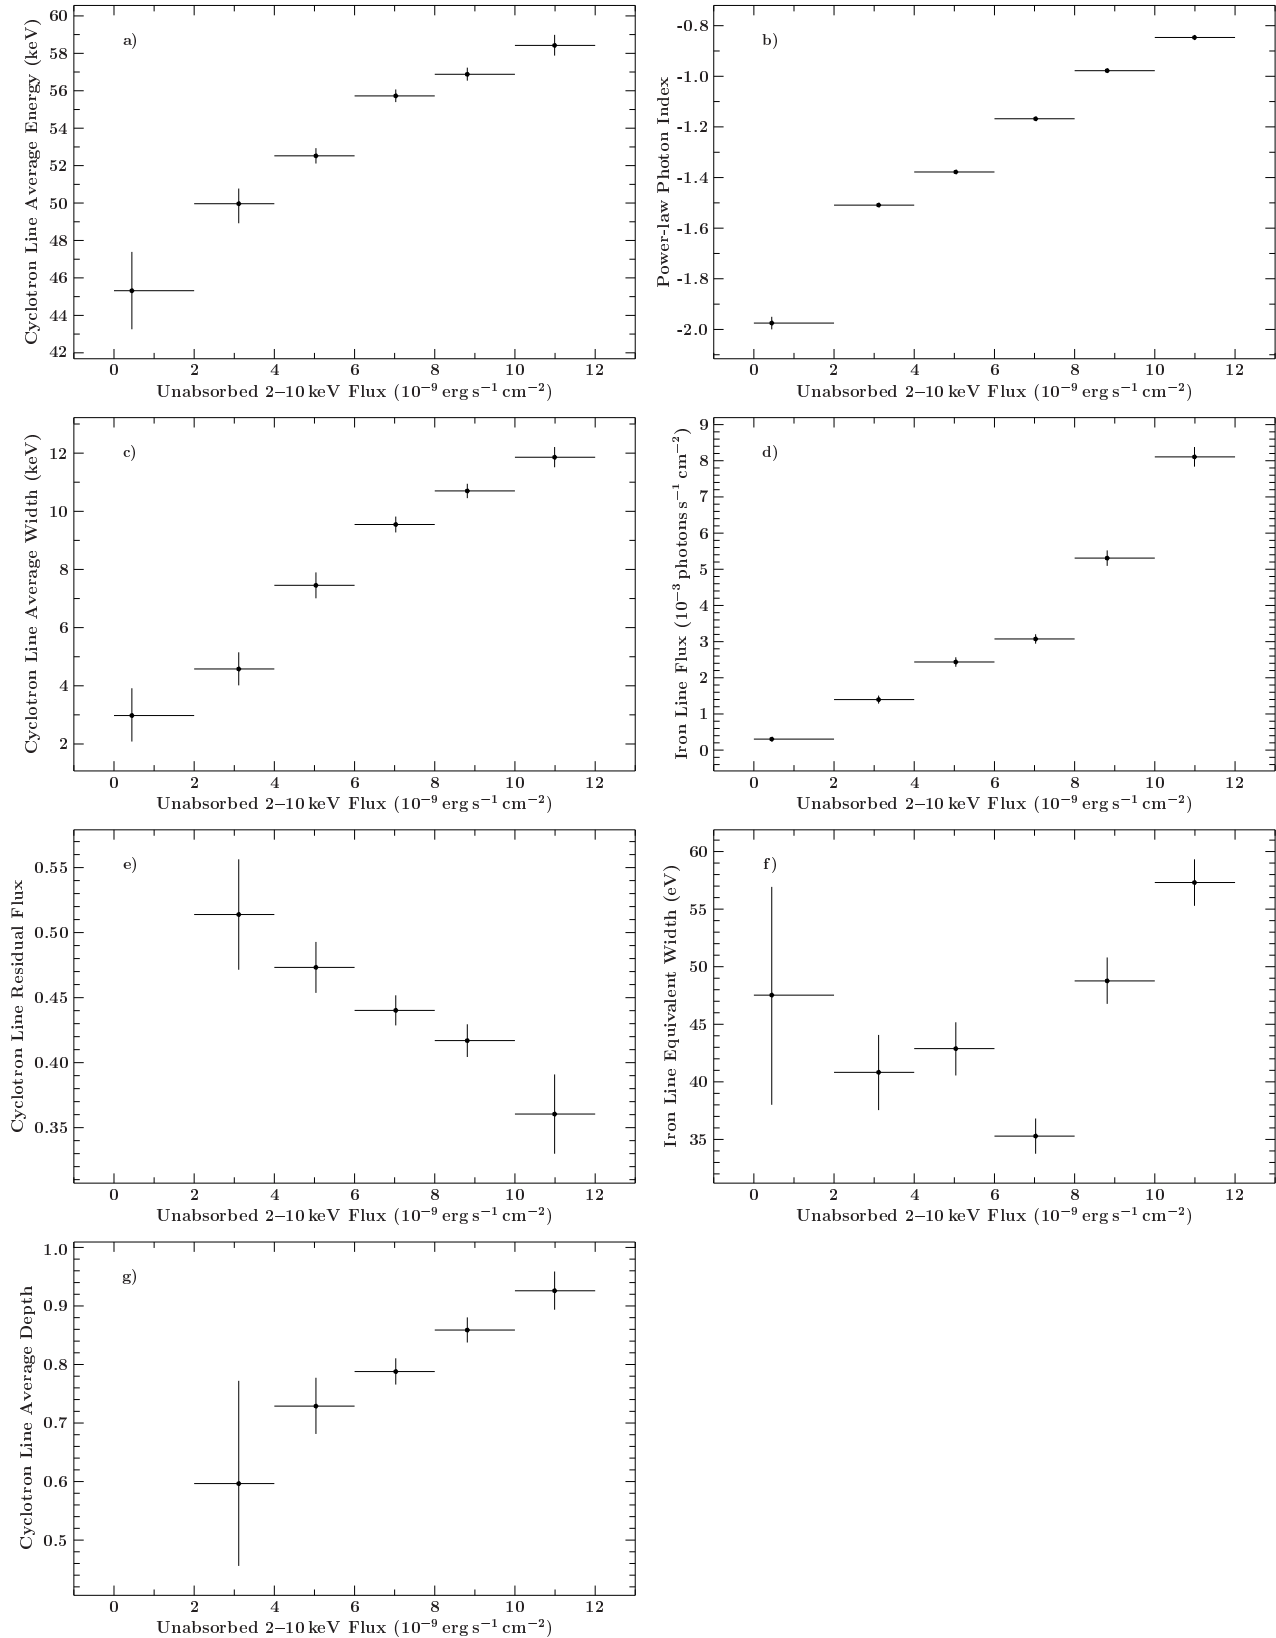 a)
60
58
56
54
52
50
48
46
44
42
Cyclotron Line Average Energy (keV)
0 2 4 6 8 10 12
Unabsorbed 2–10 keV Flux (10⁻⁹ erg s⁻¹ cm⁻²)
b)
-0.8
-1.0
-1.2
-1.4
-1.6
-1.8
-2.0
Power-law Photon Index
0 2 4 6 8 10 12
Unabsorbed 2–10 keV Flux (10⁻⁹ erg s⁻¹ cm⁻²)
c)
12
10
8
6
4
2
Cyclotron Line Average Width (keV)
0 2 4 6 8 10 12
Unabsorbed 2–10 keV Flux (10⁻⁹ erg s⁻¹ cm⁻²)
d)
9
8
7
6
5
4
3
2
1
0
Iron Line Flux (10⁻³ photons s⁻¹ cm⁻²)
0 2 4 6 8 10 12
Unabsorbed 2–10 keV Flux (10⁻⁹ erg s⁻¹ cm⁻²)
e)
0.55
0.50
0.45
0.40
0.35
Cyclotron Line Residual Flux
0 2 4 6 8 10 12
Unabsorbed 2–10 keV Flux (10⁻⁹ erg s⁻¹ cm⁻²)
f)
60
55
50
45
40
35
Iron Line Equivalent Width (eV)
0 2 4 6 8 10 12
Unabsorbed 2–10 keV Flux (10⁻⁹ erg s⁻¹ cm⁻²)
g)
1.0
0.9
0.8
0.7
0.6
0.5
Cyclotron Line Average Depth
0 2 4 6 8 10 12
Unabsorbed 2–10 keV Flux (10⁻⁹ erg s⁻¹ cm⁻²)